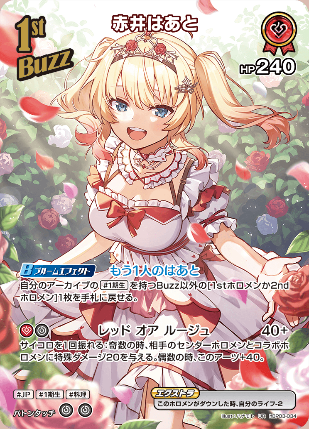 1st
Buzz
赤井はあと
HP240
ブルームエフェクト もう1人のはあと
自分のアーカイブの #1期生 を持つBuzz以外の[1stホロメンか2nd
ホロメン]1枚を手札に戻せる。
レッド オア ルージュ 40+
サイコロを1回振れる：奇数の時、相手のセンターホロメンとコラボホ
ロメンに特殊ダメージ20を与える。偶数の時、このアーツ+40。
#JP #1期生 #料理
エクストラ
バトンタッチ
このホロメンがダウンした時、自分のライフ-2